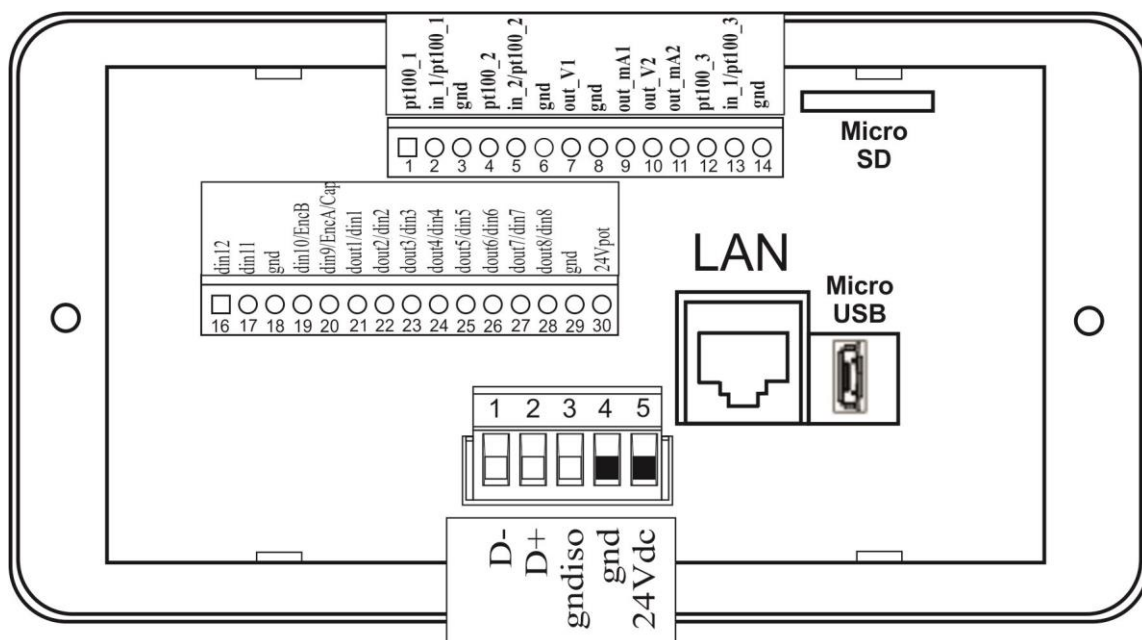 pt100_1
in_1/pt100_1
gnd
pt100_2
in_2/pt100_2
gnd
out_V1
gnd
out_mA1
out_V2
out_mA2
pt100_3
in_1/pt100_3
gnd
1 2 3 4 5 6 7 8 9 10 11 12 13 14
Micro
SD
din12
din11
gnd
din10/EncB
din9/EncA/Cap
dout1/din1
dout2/din2
dout3/din3
dout4/din4
dout5/din5
dout6/din6
dout7/din7
dout8/din8
gnd
24Vpot
16 17 18 19 20 21 22 23 24 25 26 27 28 29 30
LAN
Micro
USB
1 2 3 4 5
D-
D+
gndiso
gnd
24Vdc